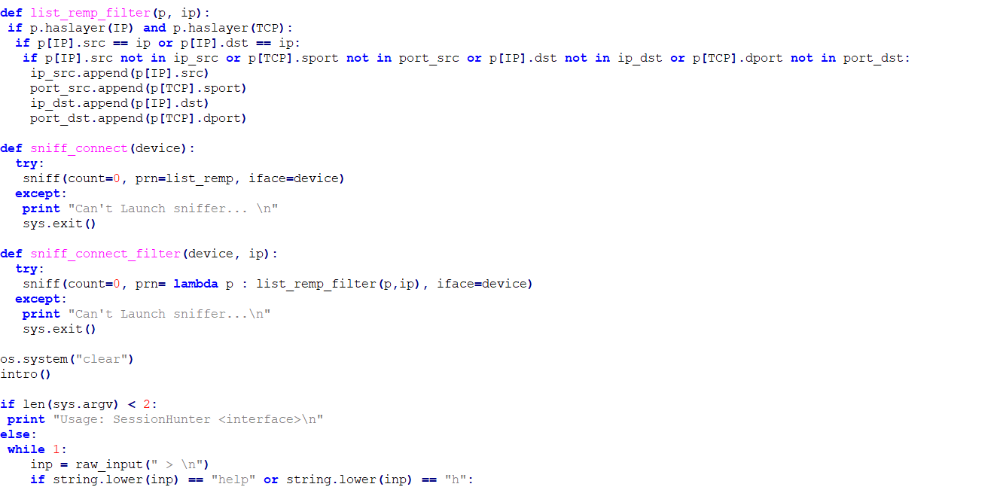 def list_remp_filter(p, ip):
 if p.haslayer(IP) and p.haslayer(TCP):
  if p[IP].src == ip or p[IP].dst == ip:
   if p[IP].src not in ip_src or p[TCP].sport not in port_src or p[IP].dst not in ip_dst or p[TCP].dport not in port_dst:
    ip_src.append(p[IP].src)
    port_src.append(p[TCP].sport)
    ip_dst.append(p[IP].dst)
    port_dst.append(p[TCP].dport)

def sniff_connect(device):
  try:
   sniff(count=0, prn=list_remp, iface=device)
  except:
   print "Can't Launch sniffer... \n"
   sys.exit()

def sniff_connect_filter(device, ip):
  try:
   sniff(count=0, prn= lambda p : list_remp_filter(p,ip), iface=device)
  except:
   print "Can't Launch sniffer...\n"
   sys.exit()

os.system("clear")
intro()

if len(sys.argv) < 2:
 print "Usage: SessionHunter <interface>\n"
else:
 while 1:
    inp = raw_input(" > \n")
    if string.lower(inp) == "help" or string.lower(inp) == "h":